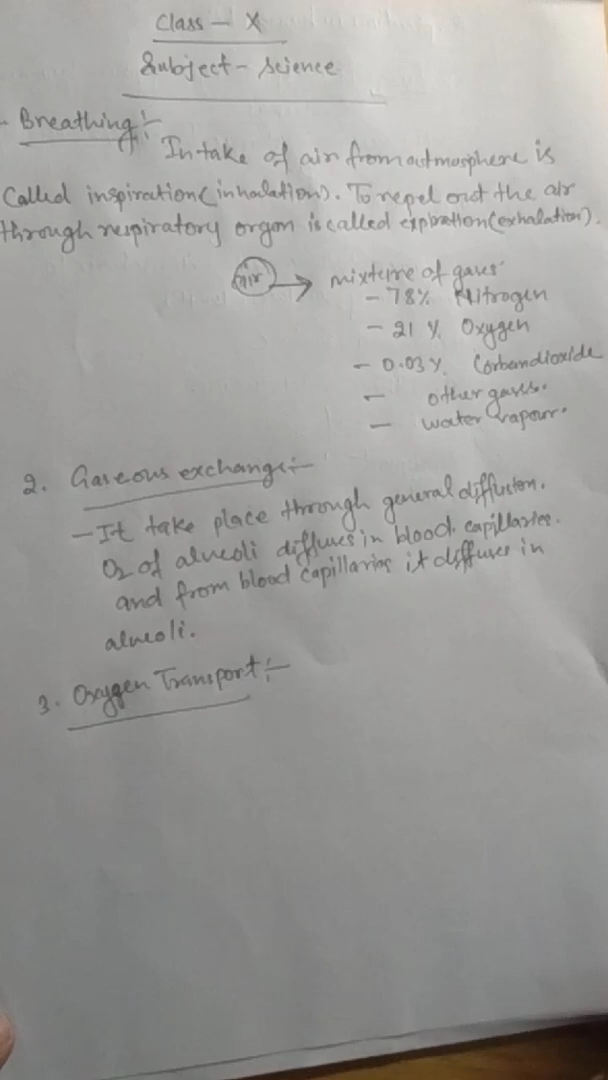 Class - X
Subject - Science
- Breathing :-
Intake of air from outmosphere is
Called inspiration (inhalation). To repel out the air
through respiratory organ is called expiration (exhalation).
air → mixture of gases
- 78% Nitrogen
- 21 % Oxygen
- 0.03 % Corbandioxide
- other gases.
- water vapour.
2. Gaseous exchange :-
- It take place through general diffusion.
O2 of alveoli diffuses in blood capillaries.
and from blood capillaries it diffuses in
alveoli.
3. Oxygen Transport :-